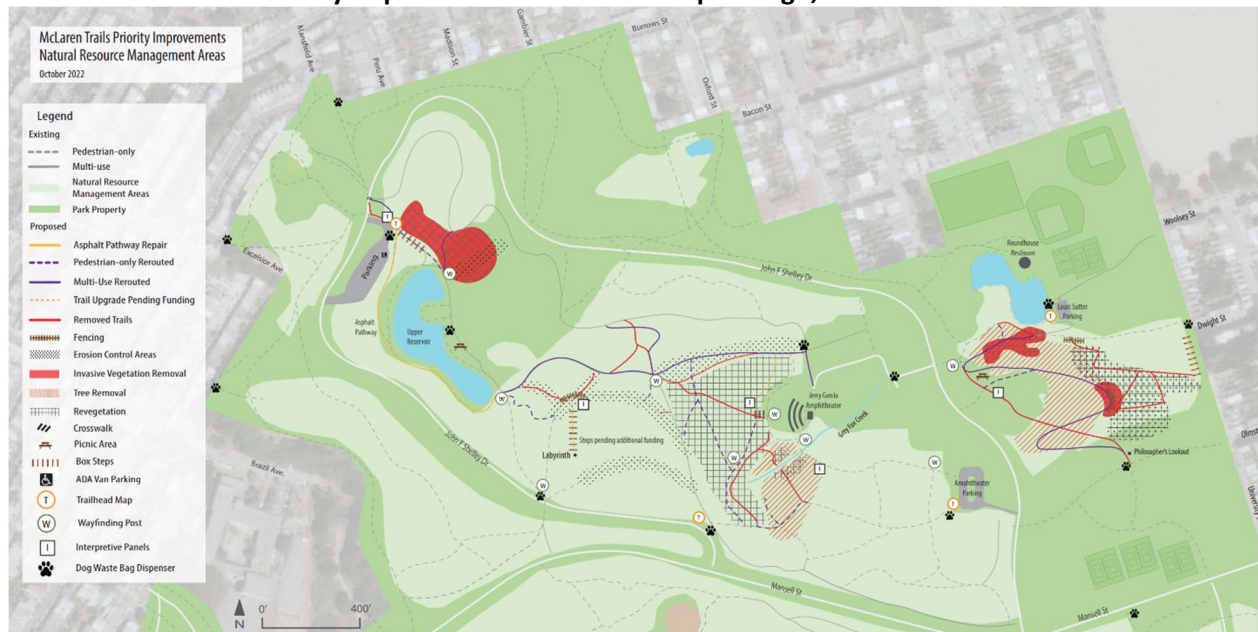 McLaren Trails Priority Improvements
Natural Resource Management Areas
October 2022
Legend
Existing
Pedestrian-only
Multi-use
Natural Resource
Management Areas
Park Property
Proposed
Asphalt Pathway Repair
Pedestrian-only Rerouted
Multi-Use Rerouted
Trail Upgrade Pending Funding
Removed Trails
Fencing
Erosion Control Areas
Invasive Vegetation Removal
Tree Removal
Revegetation
Crosswalk
Picnic Area
Box Steps
ADA Van Parking
T
Trailhead Map
W
Wayfinding Post
I
Interpretive Panels
Dog Waste Bag Dispenser
N
0'
400'
Mansfield Ave
Peru Ave
Madison St
Gambier St
Burrows St
Oxford St
Bacon St
Woolsey St
Dwight St
Excelsior Ave
Brazil Ave.
I
T
Parking
W
Asphalt
Pathway
Upper
Reservoir
John F Shelley Dr
Roundhouse
Restroom
Louis Sutter
Parking
T
W
I
W
W
I
Steps pending additional funding
Labyrinth
W
John F Shelley Dr
I
W
Jerry Garcia
Amphitheater
Grey Fox Creek
W
W
I
W
Philosopher's Lookout
Amphitheater
Parking
T
T
Mansell St
Mansell St